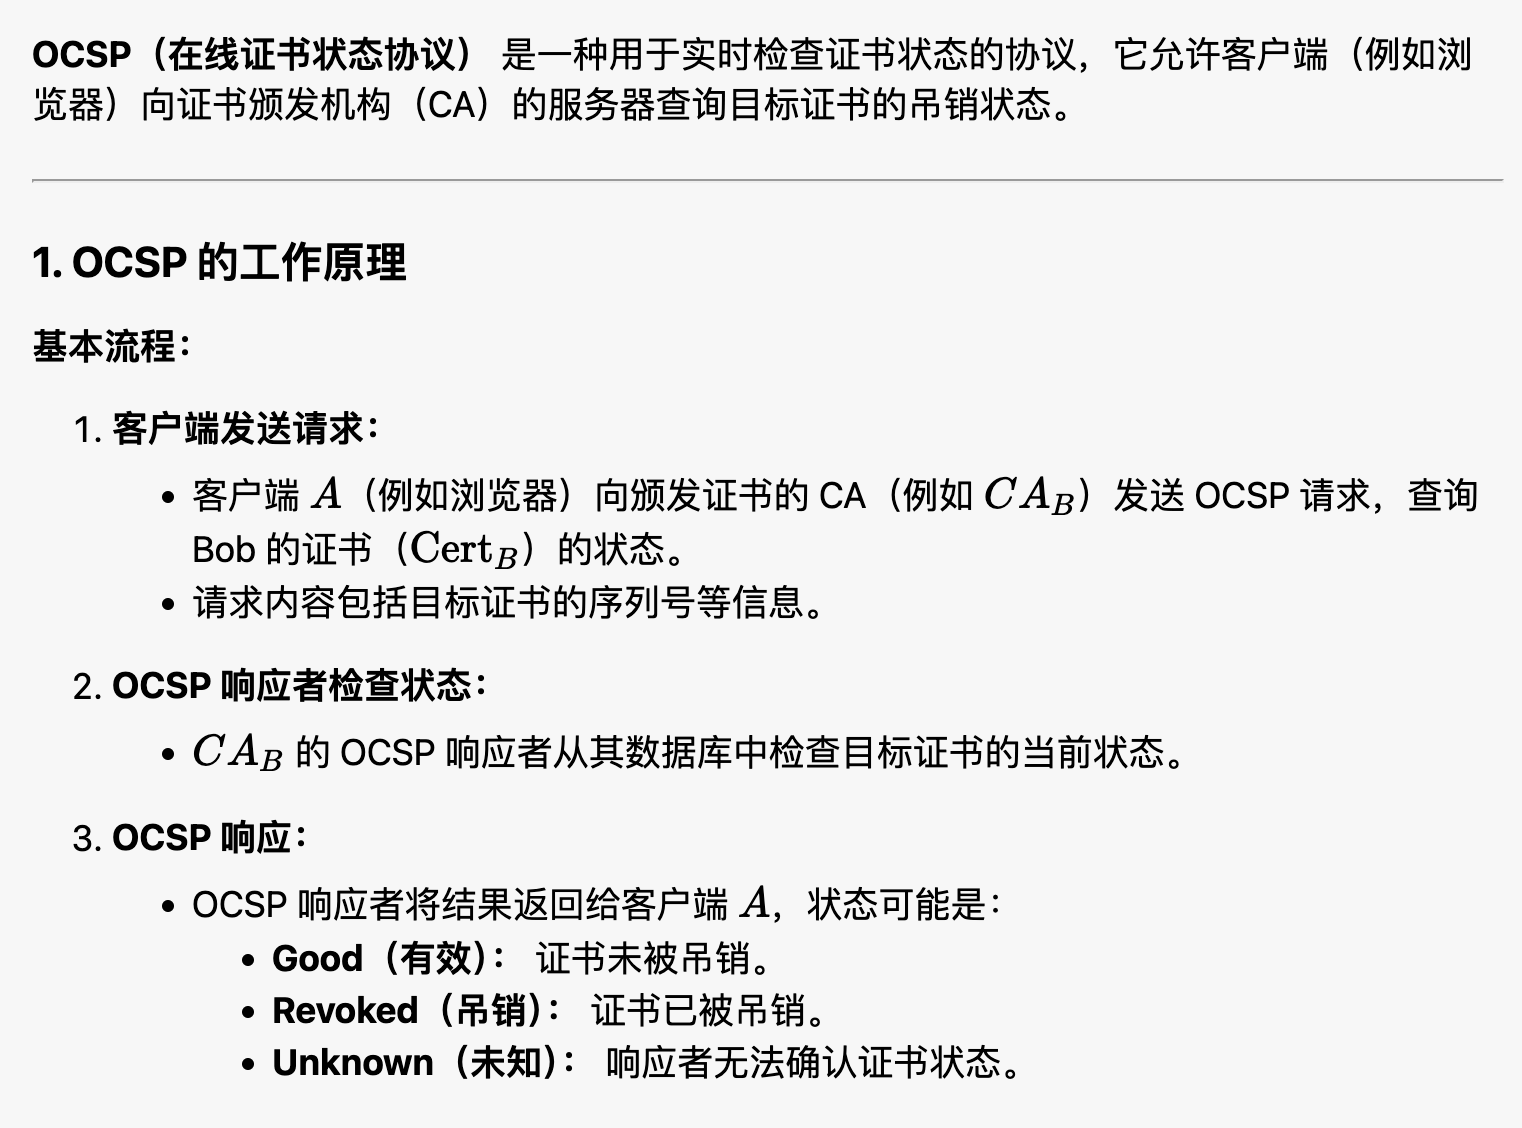 OCSP（在线证书状态协议） 是一种用于实时检查证书状态的协议，它允许客户端（例如浏
览器）向证书颁发机构（CA）的服务器查询目标证书的吊销状态。
1. OCSP 的工作原理
基本流程：
1. 客户端发送请求：
• 客户端 A（例如浏览器）向颁发证书的 CA（例如 CA_B）发送 OCSP 请求，查询
Bob 的证书（Cert_B）的状态。
• 请求内容包括目标证书的序列号等信息。
2. OCSP 响应者检查状态：
• CA_B 的 OCSP 响应者从其数据库中检查目标证书的当前状态。
3. OCSP 响应：
• OCSP 响应者将结果返回给客户端 A，状态可能是：
• Good（有效）： 证书未被吊销。
• Revoked（吊销）： 证书已被吊销。
• Unknown（未知）： 响应者无法确认证书状态。